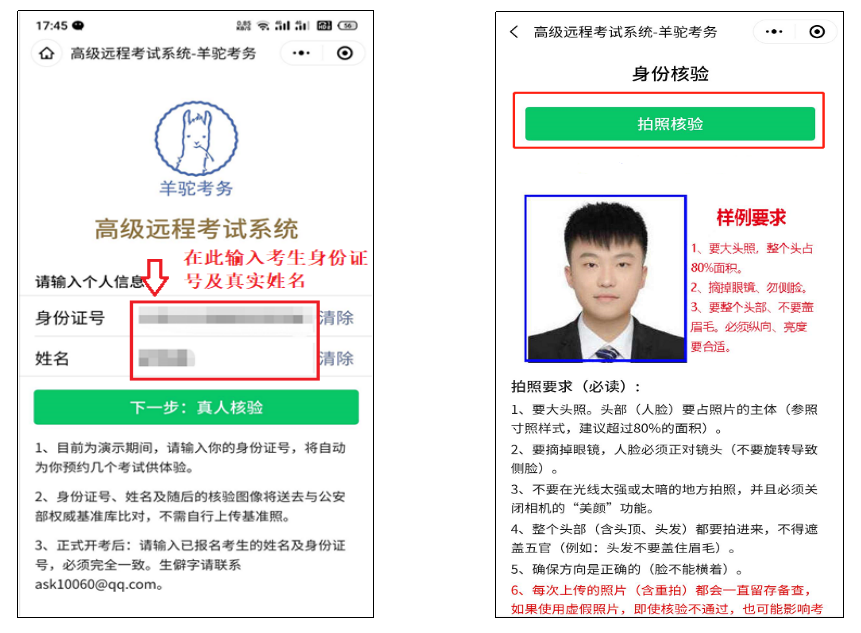 17:45
56
高级远程考试系统-羊驼考务
羊驼考务
高级远程考试系统
在此输入考生身份证
号及真实姓名
请输入个人信息
身份证号
清除
姓名
清除
下一步：真人核验
1、目前为演示期间，请输入你的身份证号，将自动
为你预约几个考试供体验。
2、身份证号、姓名及随后的核验图像将送去与公安
部权威基准库比对，不需自行上传基准照。
3、正式开考后：请输入已报名考生的姓名及身份证
号，必须完全一致。生僻字请联系
ask10060@qq.com。
高级远程考试系统-羊驼考务
身份核验
拍照核验
样例要求
1、要大头照，整个头占
80%面积。
2、摘掉眼镜、勿侧脸。
3、要整个头部、不要盖
眉毛。必须纵向、亮度
要合适。
拍照要求（必读）：
1、要大头照。头部（人脸）要占照片的主体（参照
寸照样式，建议超过80%的面积）。
2、要摘掉眼镜，人脸必须正对镜头（不要旋转导致
侧脸）。
3、不要在光线太强或太暗的地方拍照，并且必须关
闭相机的“美颜”功能。
4、整个头部（含头顶、头发）都要拍进来，不得遮
盖五官（例如：头发不要盖住眉毛）。
5、确保方向是正确的（脸不能横着）。
6、每次上传的照片（含重拍）都会一直留存备查，
如果使用虚假照片，即使核验不通过，也可能影响考